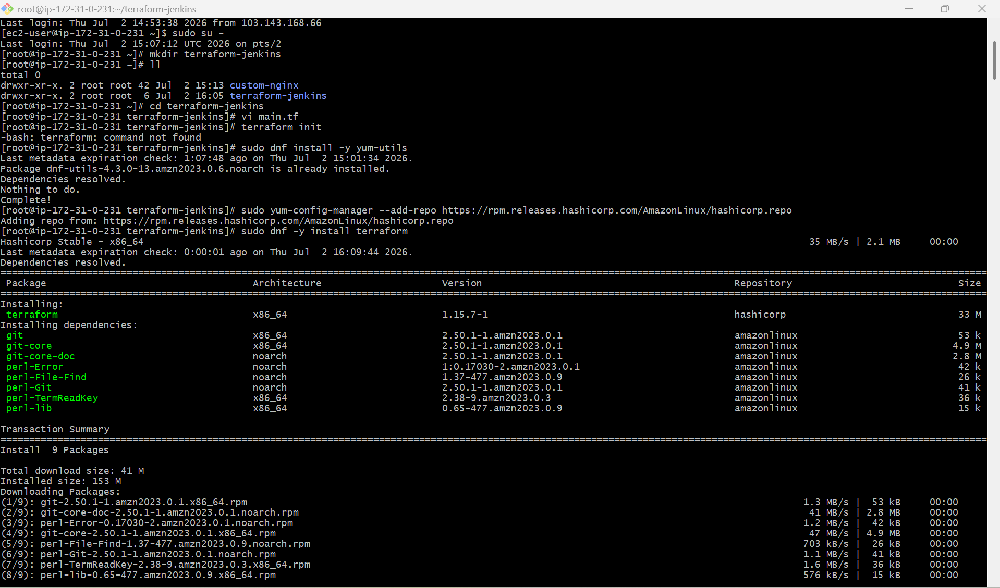 root@ip-172-31-0-231:~/terraform-jenkins
Last login: Thu Jul  2 14:53:38 2026 from 103.143.168.66
[ec2-user@ip-172-31-0-231 ~]$ sudo su -
Last login: Thu Jul  2 15:07:12 UTC 2026 on pts/2
[root@ip-172-31-0-231 ~]# mkdir terraform-jenkins
[root@ip-172-31-0-231 ~]# ll
total 0
drwxr-xr-x. 2 root root 42 Jul  2 15:13 custom-nginx
drwxr-xr-x. 2 root root  6 Jul  2 16:05 terraform-jenkins
[root@ip-172-31-0-231 ~]# cd terraform-jenkins
[root@ip-172-31-0-231 terraform-jenkins]# vi main.tf
[root@ip-172-31-0-231 terraform-jenkins]# terraform init
-bash: terraform: command not found
[root@ip-172-31-0-231 terraform-jenkins]# sudo dnf install -y yum-utils
Last metadata expiration check: 1:07:48 ago on Thu Jul  2 15:01:34 2026.
Package dnf-utils-4.3.0-13.amzn2023.0.6.noarch is already installed.
Dependencies resolved.
Nothing to do.
Complete!
[root@ip-172-31-0-231 terraform-jenkins]# sudo yum-config-manager --add-repo https://rpm.releases.hashicorp.com/AmazonLinux/hashicorp.repo
Adding repo from: https://rpm.releases.hashicorp.com/AmazonLinux/hashicorp.repo
[root@ip-172-31-0-231 terraform-jenkins]# sudo dnf -y install terraform
Hashicorp Stable - x86_64 35 MB/s | 2.1 MB 00:00
Last metadata expiration check: 0:00:01 ago on Thu Jul  2 16:09:44 2026.
Dependencies resolved.
Package Architecture Version Repository Size
Installing:
terraform x86_64 1.15.7-1 hashicorp 33 M
Installing dependencies:
git x86_64 2.50.1-1.amzn2023.0.1 amazonlinux 53 k
git-core x86_64 2.50.1-1.amzn2023.0.1 amazonlinux 4.9 M
git-core-doc noarch 2.50.1-1.amzn2023.0.1 amazonlinux 2.8 M
perl-Error noarch 1:0.17030-2.amzn2023.0.1 amazonlinux 42 k
perl-File-Find noarch 1.37-477.amzn2023.0.9 amazonlinux 26 k
perl-Git noarch 2.50.1-1.amzn2023.0.1 amazonlinux 41 k
perl-TermReadKey x86_64 2.38-9.amzn2023.0.3 amazonlinux 36 k
perl-lib x86_64 0.65-477.amzn2023.0.9 amazonlinux 15 k
Transaction Summary
Install  9 Packages
Total download size: 41 M
Installed size: 153 M
Downloading Packages:
(1/9): git-2.50.1-1.amzn2023.0.1.x86_64.rpm 1.3 MB/s | 53 kB 00:00
(2/9): git-core-doc-2.50.1-1.amzn2023.0.1.noarch.rpm 41 MB/s | 2.8 MB 00:00
(3/9): perl-Error-0.17030-2.amzn2023.0.1.noarch.rpm 1.2 MB/s | 42 kB 00:00
(4/9): git-core-2.50.1-1.amzn2023.0.1.x86_64.rpm 47 MB/s | 4.9 MB 00:00
(5/9): perl-File-Find-1.37-477.amzn2023.0.9.noarch.rpm 703 kB/s | 26 kB 00:00
(6/9): perl-Git-2.50.1-1.amzn2023.0.1.noarch.rpm 1.1 MB/s | 41 kB 00:00
(7/9): perl-TermReadKey-2.38-9.amzn2023.0.3.x86_64.rpm 1.6 MB/s | 36 kB 00:00
(8/9): perl-lib-0.65-477.amzn2023.0.9.x86_64.rpm 576 kB/s | 15 kB 00:00